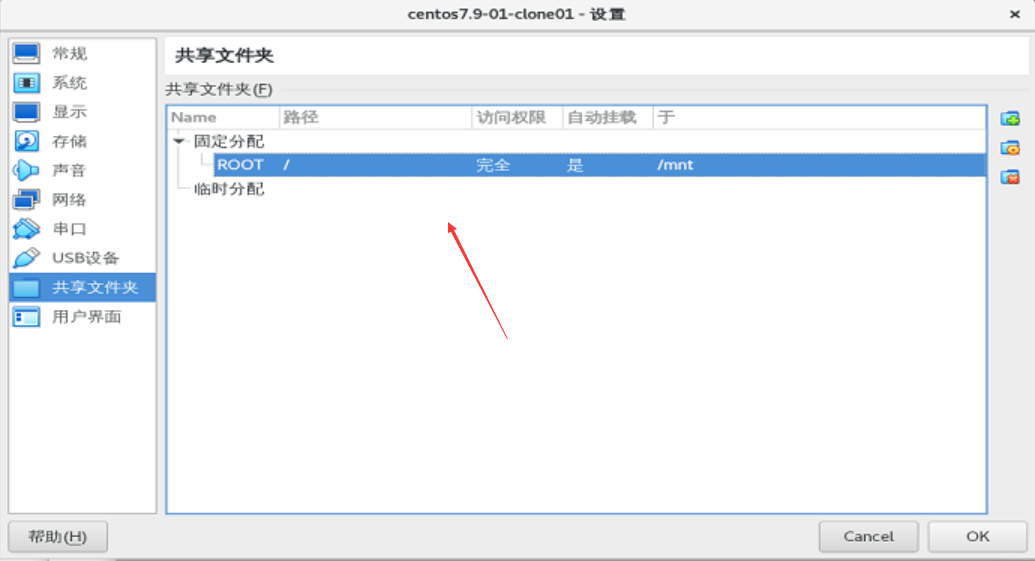 centos7.9-01-clone01 - 设置
常规
系统
显示
存储
声音
网络
串口
USB设备
共享文件夹
用户界面
共享文件夹
共享文件夹(F)
Name 路径 访问权限 自动挂载 于
固定分配
ROOT / 完全 是 /mnt
临时分配
帮助(H) Cancel OK